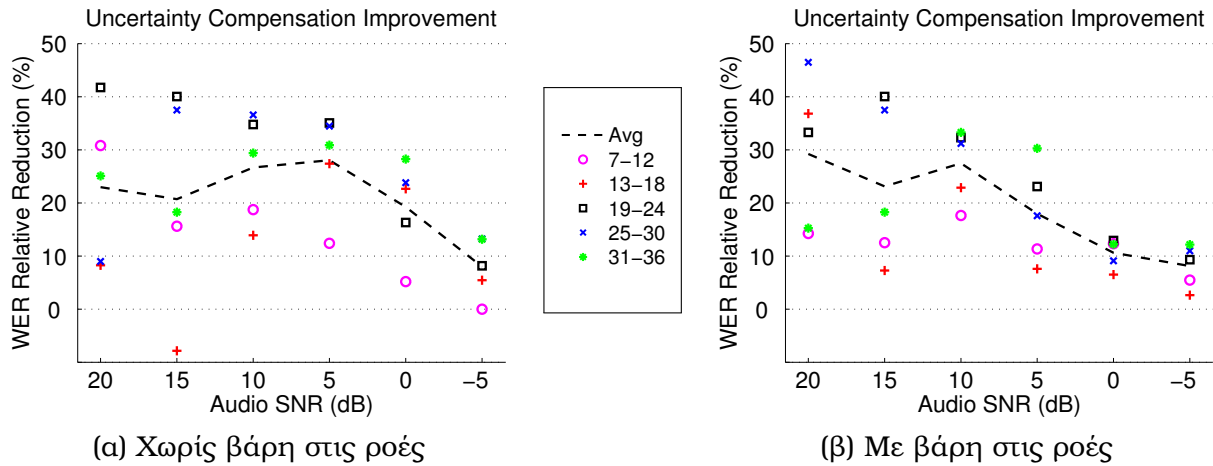 Uncertainty Compensation Improvement
WER Relative Reduction (%)
50
40
30
20
10
0
20 15 10 5 0 −5
Audio SNR (dB)
(α) Χωρίς βάρη στις ροές
Avg
7−12
13−18
19−24
25−30
31−36
Uncertainty Compensation Improvement
WER Relative Reduction (%)
50
40
30
20
10
0
20 15 10 5 0 −5
Audio SNR (dB)
(β) Με βάρη στις ροές